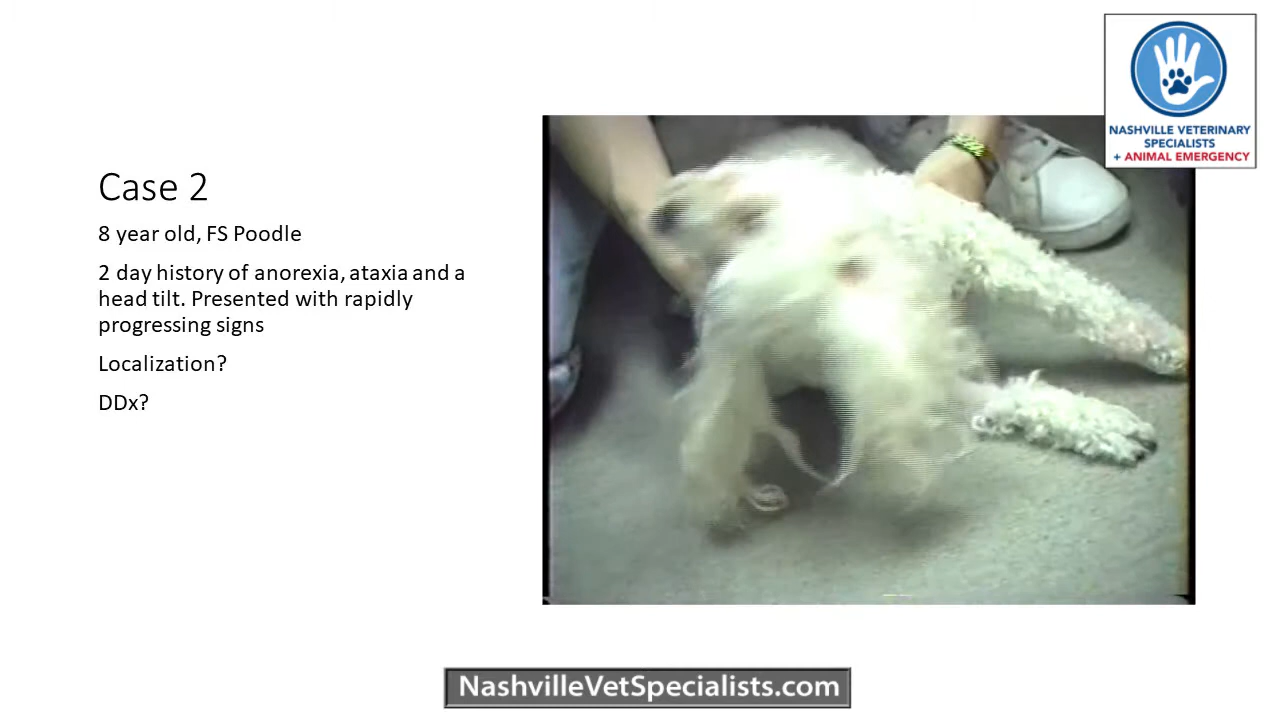 NASHVILLE VETERINARY
SPECIALISTS
+ ANIMAL EMERGENCY
Case 2
8 year old, FS Poodle
2 day history of anorexia, ataxia and a
head tilt. Presented with rapidly
progressing signs
Localization?
DDx?
NashvilleVetSpecialists.com